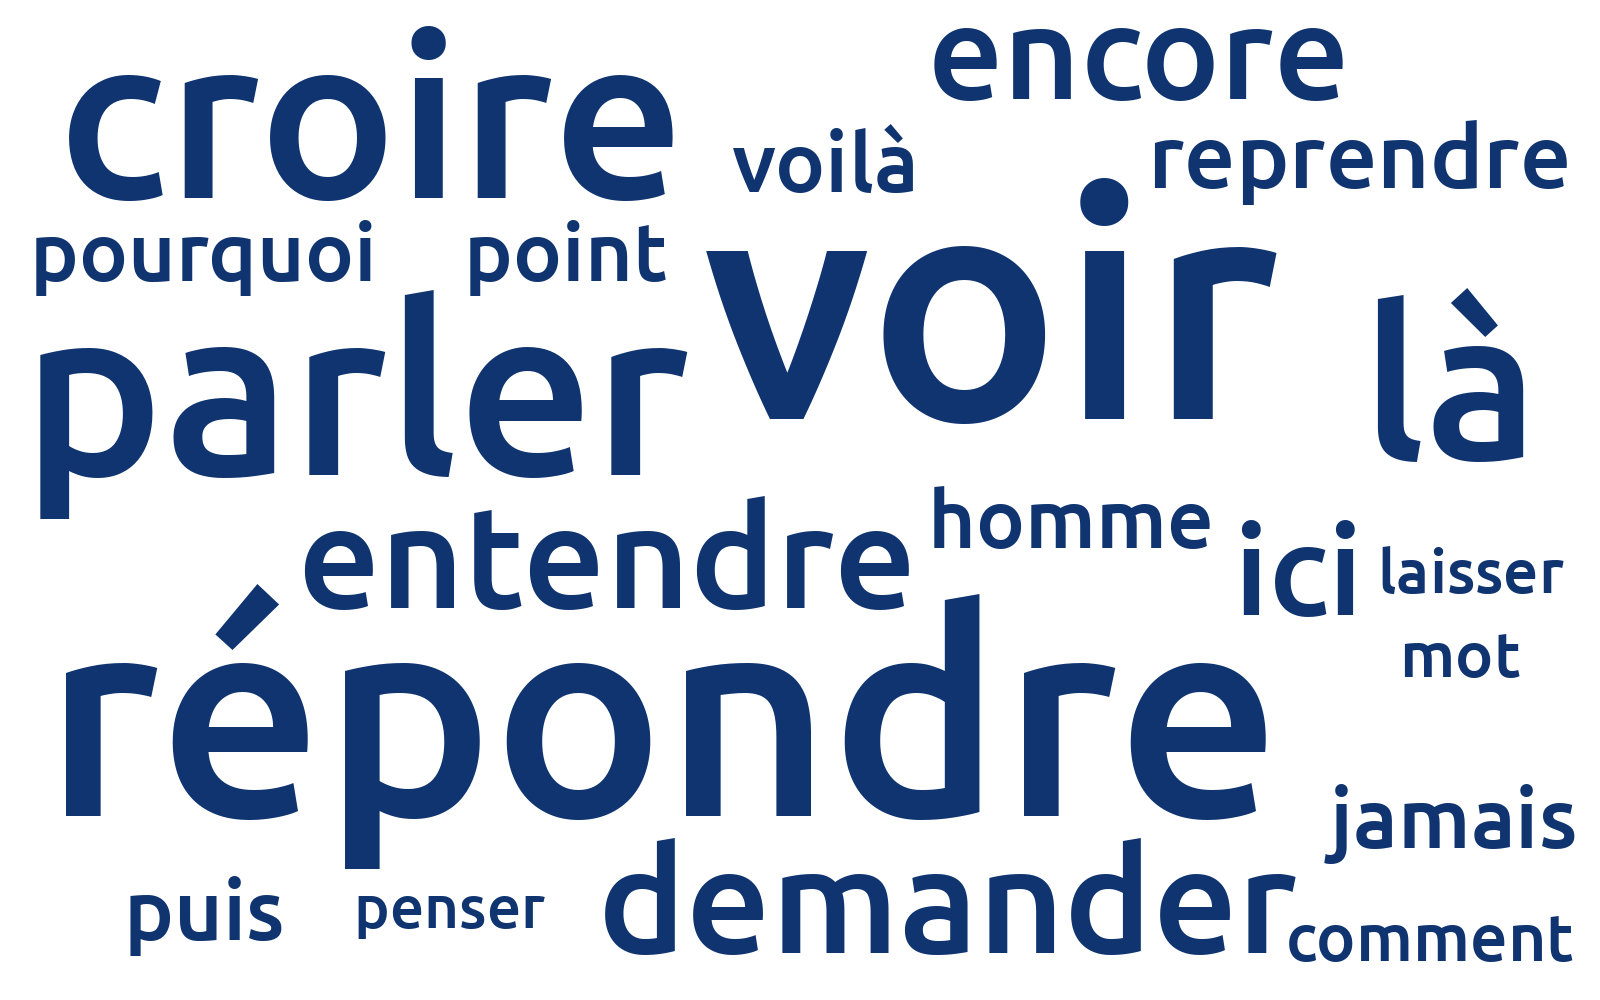 croire
encore
voilà
reprendre
pourquoi
point
voir
là
parler
entendre
homme
ici
laisser
mot
répondre
jamais
puis
penser
demander
comment